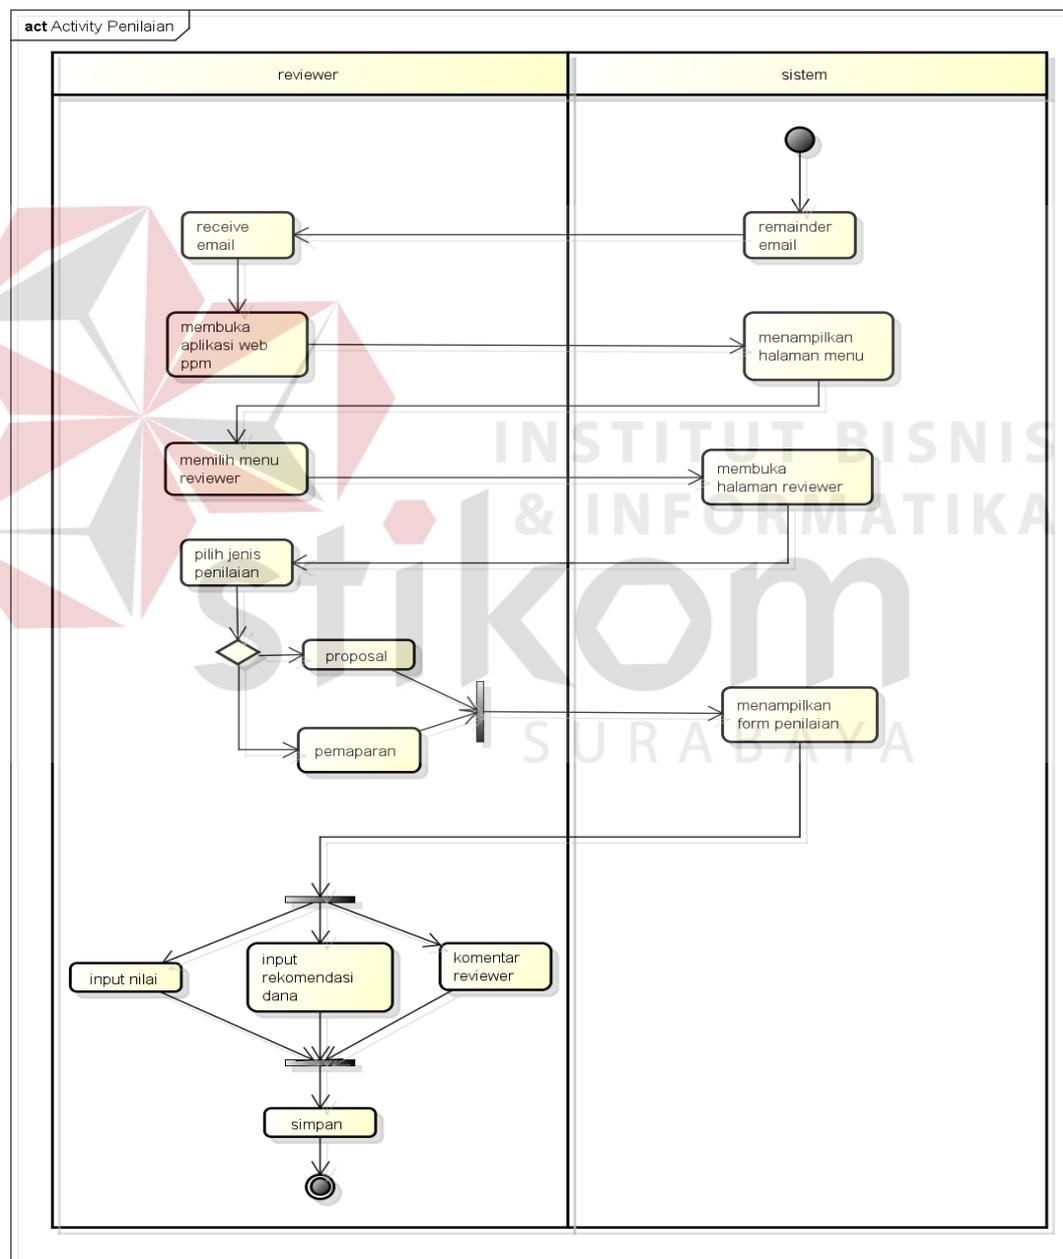 act Activity Penilaian
reviewer
sistem
receive
email
remainder
email
membuka
aplikasi web
ppm
menampilkan
halaman menu
INSTITUT BISNIS
& INFORMATIKA
memilih menu
reviewer
membuka
halaman reviewer
pilih jenis
penilaian
stikom
proposal
SURABAYA
menampilkan
form penilaian
pemaparan
input nilai
input
rekomendasi
dana
komentar
reviewer
simpan